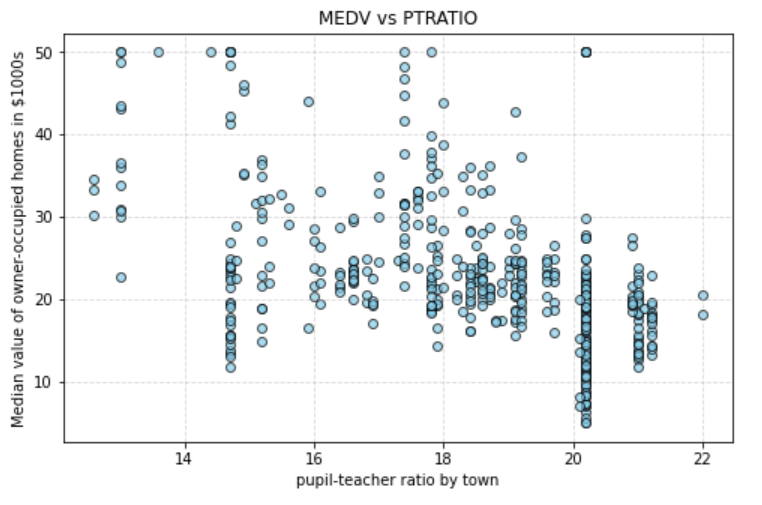 MEDV vs PTRATIO
Median value of owner-occupied homes in $1000s
50
40
30
20
10
14 16 18 20 22
pupil-teacher ratio by town